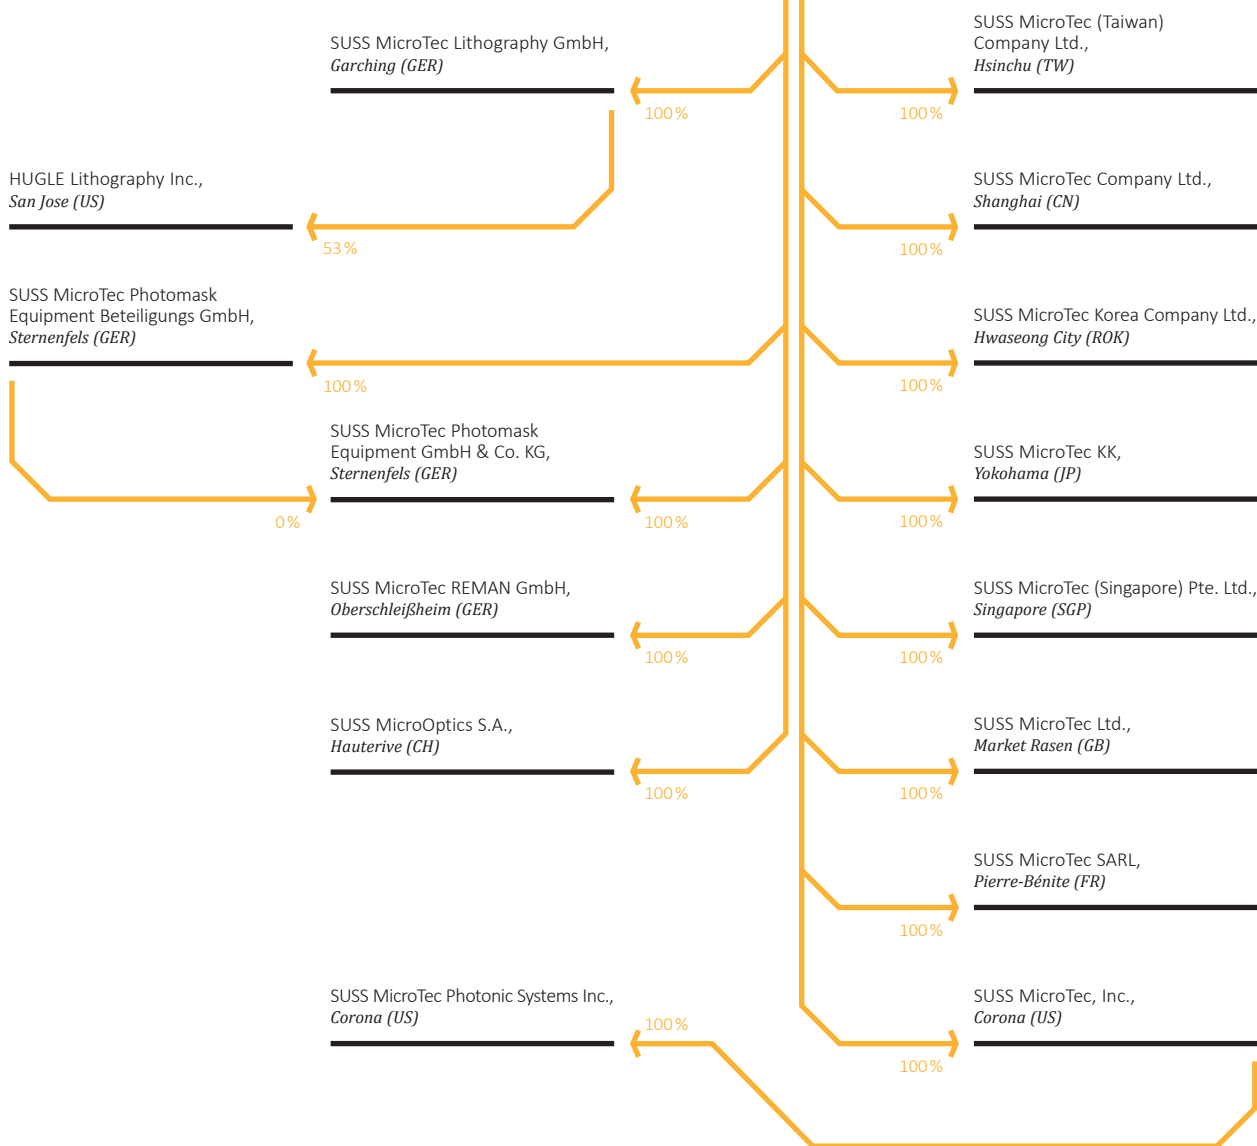 SUSS MicroTec Lithography GmbH,
Garching (GER)
100 %
SUSS MicroTec (Taiwan)
Company Ltd.,
Hsinchu (TW)
100 %
HUGLE Lithography Inc.,
San Jose (US)
53 %
SUSS MicroTec Company Ltd.,
Shanghai (CN)
100 %
SUSS MicroTec Photomask
Equipment Beteiligungs GmbH,
Sternenfels (GER)
100 %
SUSS MicroTec Korea Company Ltd.,
Hwaseong City (ROK)
100 %
SUSS MicroTec Photomask
Equipment GmbH & Co. KG,
Sternenfels (GER)
0 %
100 %
SUSS MicroTec KK,
Yokohama (JP)
100 %
SUSS MicroTec REMAN GmbH,
Oberschleißheim (GER)
100 %
SUSS MicroTec (Singapore) Pte. Ltd.,
Singapore (SGP)
100 %
SUSS MicroOptics S.A.,
Hauterive (CH)
100 %
SUSS MicroTec Ltd.,
Market Rasen (GB)
100 %
SUSS MicroTec SARL,
Pierre-Bénite (FR)
100 %
SUSS MicroTec Photonic Systems Inc.,
Corona (US)
100 %
SUSS MicroTec, Inc.,
Corona (US)
100 %